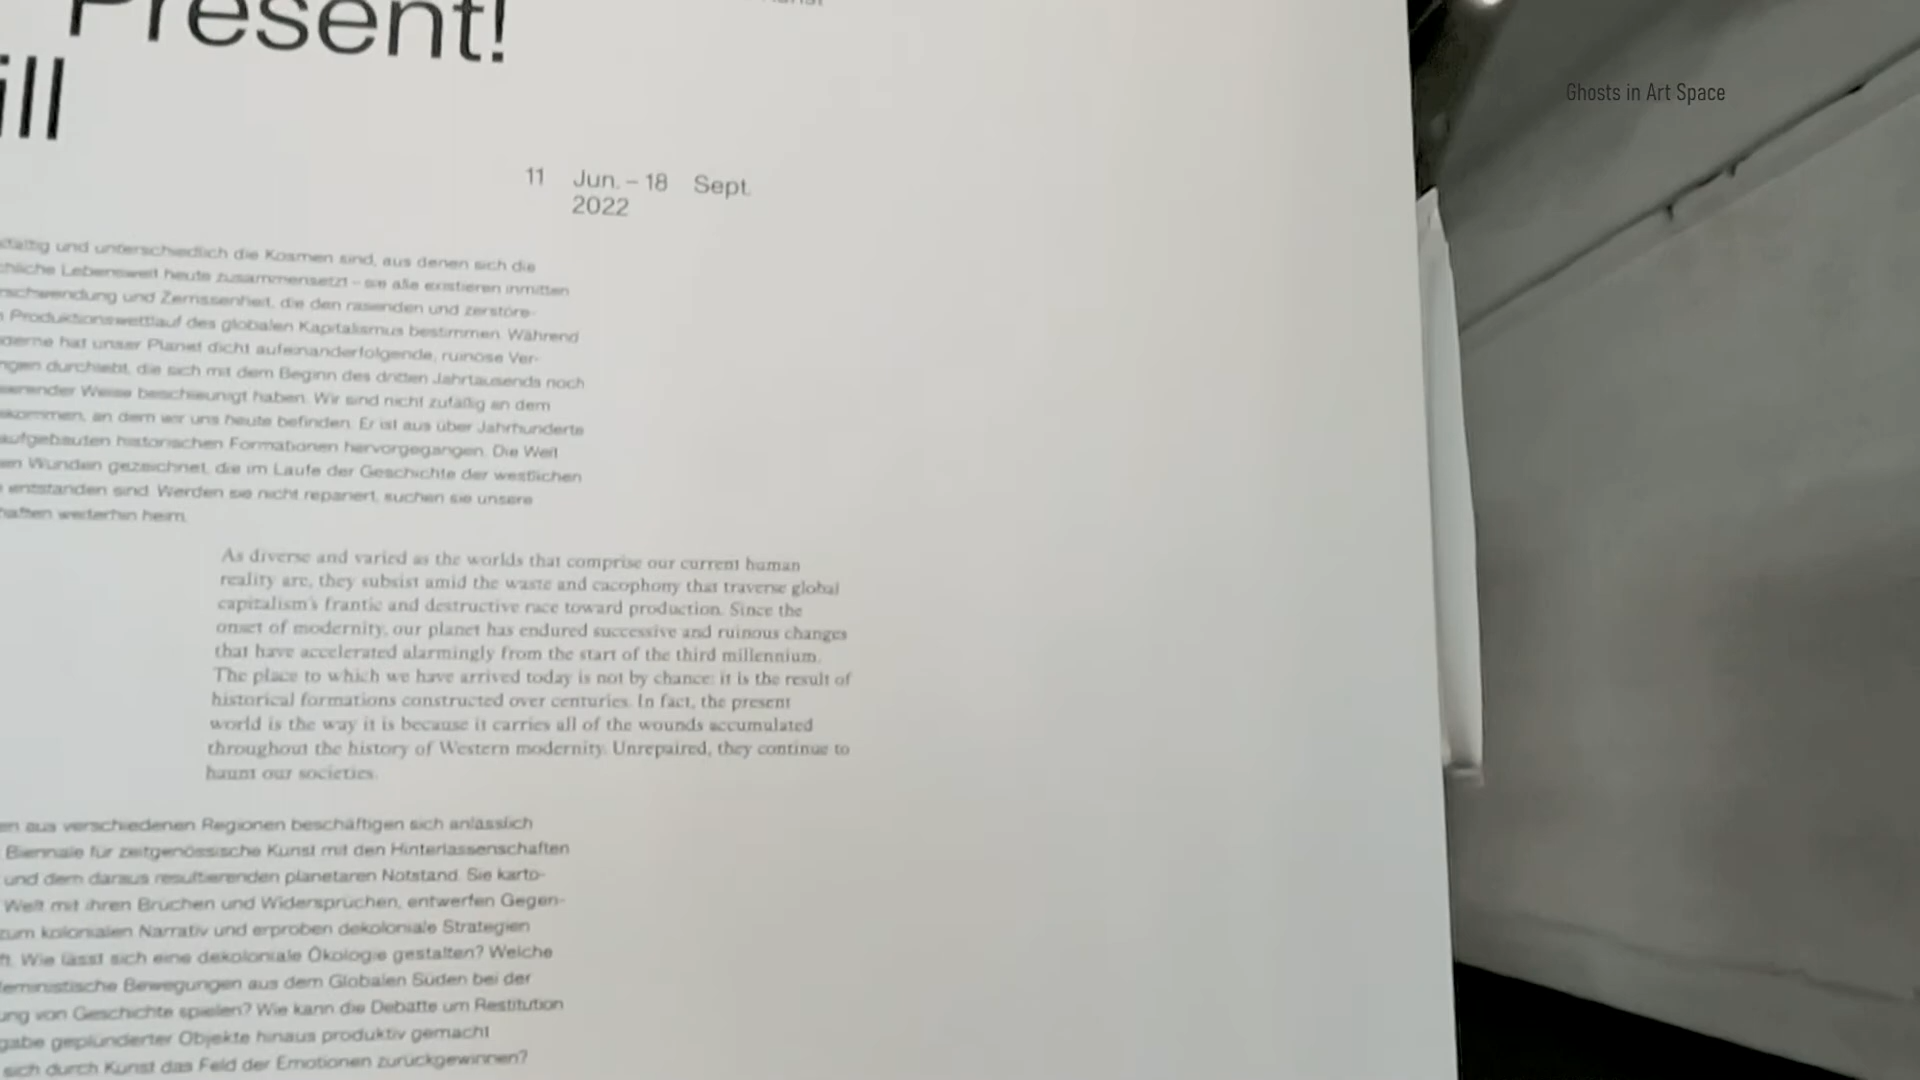 Present!
ill
Ghosts in Art Space
11 Jun. – 18 Sept.
2022
und unterschiedlich die Kosmen sind, aus denen sich die
Lebenswelt heute zusammensetzt – sie alle existieren inmitten
und Zerrissenheit, die den rasenden und zerstöre-
Produktionswettlauf des globalen Kapitalismus bestimmen. Während
hat unser Planet dicht aufeinanderfolgende, ruinöse Ver-
durchlebt, die sich mit dem Beginn des dritten Jahrtausends noch
Weise beschleunigt haben. Wir sind nicht zufällig an dem
an dem wir uns heute befinden. Er ist aus über Jahrhunderte
aufgebauten historischen Formationen hervorgegangen. Die Welt
Wunden gezeichnet, die im Laufe der Geschichte der westlichen
entstanden sind. Werden sie nicht repariert, suchen sie unsere
weiterhin heim.
As diverse and varied as the worlds that comprise our current human
reality are, they subsist amid the waste and cacophony that traverse global
capitalism's frantic and destructive race toward production. Since the
onset of modernity, our planet has endured successive and ruinous changes
that have accelerated alarmingly from the start of the third millennium.
The place to which we have arrived today is not by chance: it is the result of
historical formations constructed over centuries. In fact, the present
world is the way it is because it carries all of the wounds accumulated
throughout the history of Western modernity. Unrepaired, they continue to
haunt our societies.
en aus verschiedenen Regionen beschäftigen sich anlässlich
Biennale für zeitgenössische Kunst mit den Hinterlassenschaften
und dem daraus resultierenden planetaren Notstand. Sie karto-
Welt mit ihren Brüchen und Widersprüchen, entwerfen Gegen-
zum kolonialen Narrativ und erproben dekoloniale Strategien
ft. Wie lässt sich eine dekoloniale Ökologie gestalten? Welche
feministische Bewegungen aus dem Globalen Süden bei der
ung von Geschichte spielen? Wie kann die Debatte um Restitution
gabe geplünderter Objekte hinaus produktiv gemacht
sich durch Kunst das Feld der Emotionen zurückgewinnen?